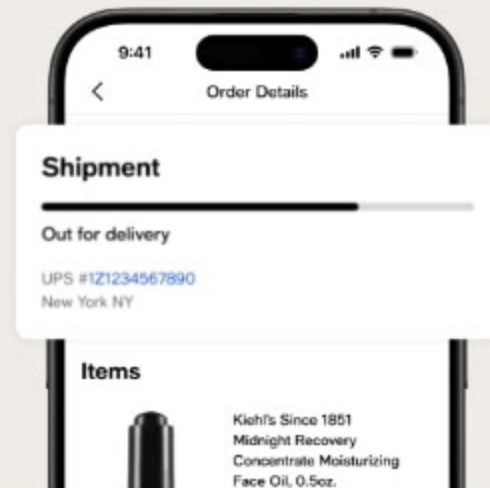 9:41
Order Details
Shipment
Out for delivery
UPS #1Z1234567890
New York NY
Items
Kiehl's Since 1851
Midnight Recovery
Concentrate Moisturizing
Face Oil, 0.5oz.